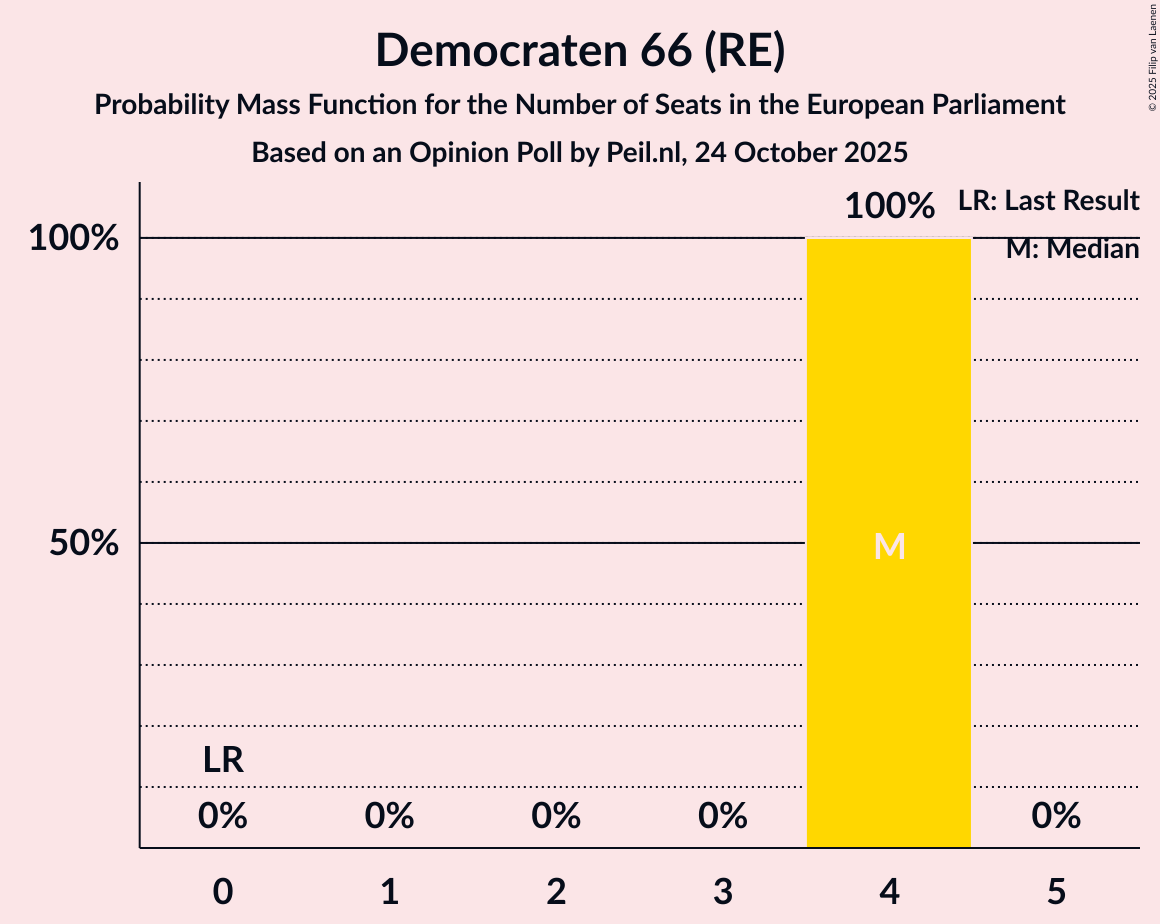 Democraten 66 (RE)
Probability Mass Function for the Number of Seats in the European Parliament
Based on an Opinion Poll by Peil.nl, 24 October 2025
© 2025 Filip van Laenen
LR: Last Result
M: Median
100%
100%
50%
M
LR
0%
0%
0%
0%
0%
0
1
2
3
4
5